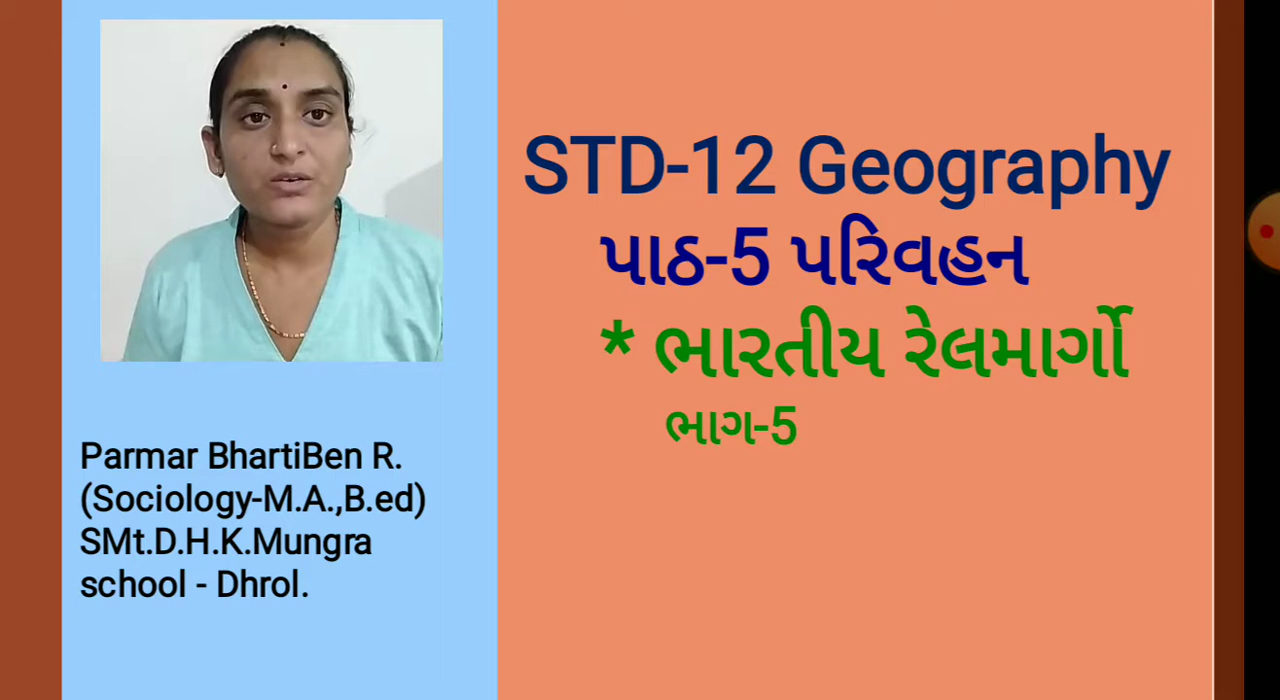 STD-12 Geography
પાઠ-5 પરિવહન
* ભારતીય રેલમાર્ગો
ભાગ-5
Parmar BhartiBen R.
(Sociology-M.A.,B.ed)
SMt.D.H.K.Mungra
school - Dhrol.